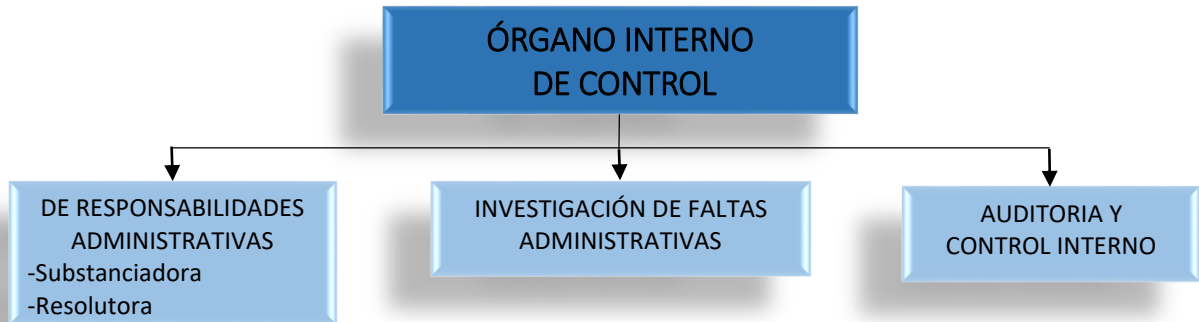 ÓRGANO INTERNO
DE CONTROL
DE RESPONSABILIDADES
ADMINISTRATIVAS
-Substanciadora
-Resolutora
INVESTIGACIÓN DE FALTAS
ADMINISTRATIVAS
AUDITORIA Y
CONTROL INTERNO